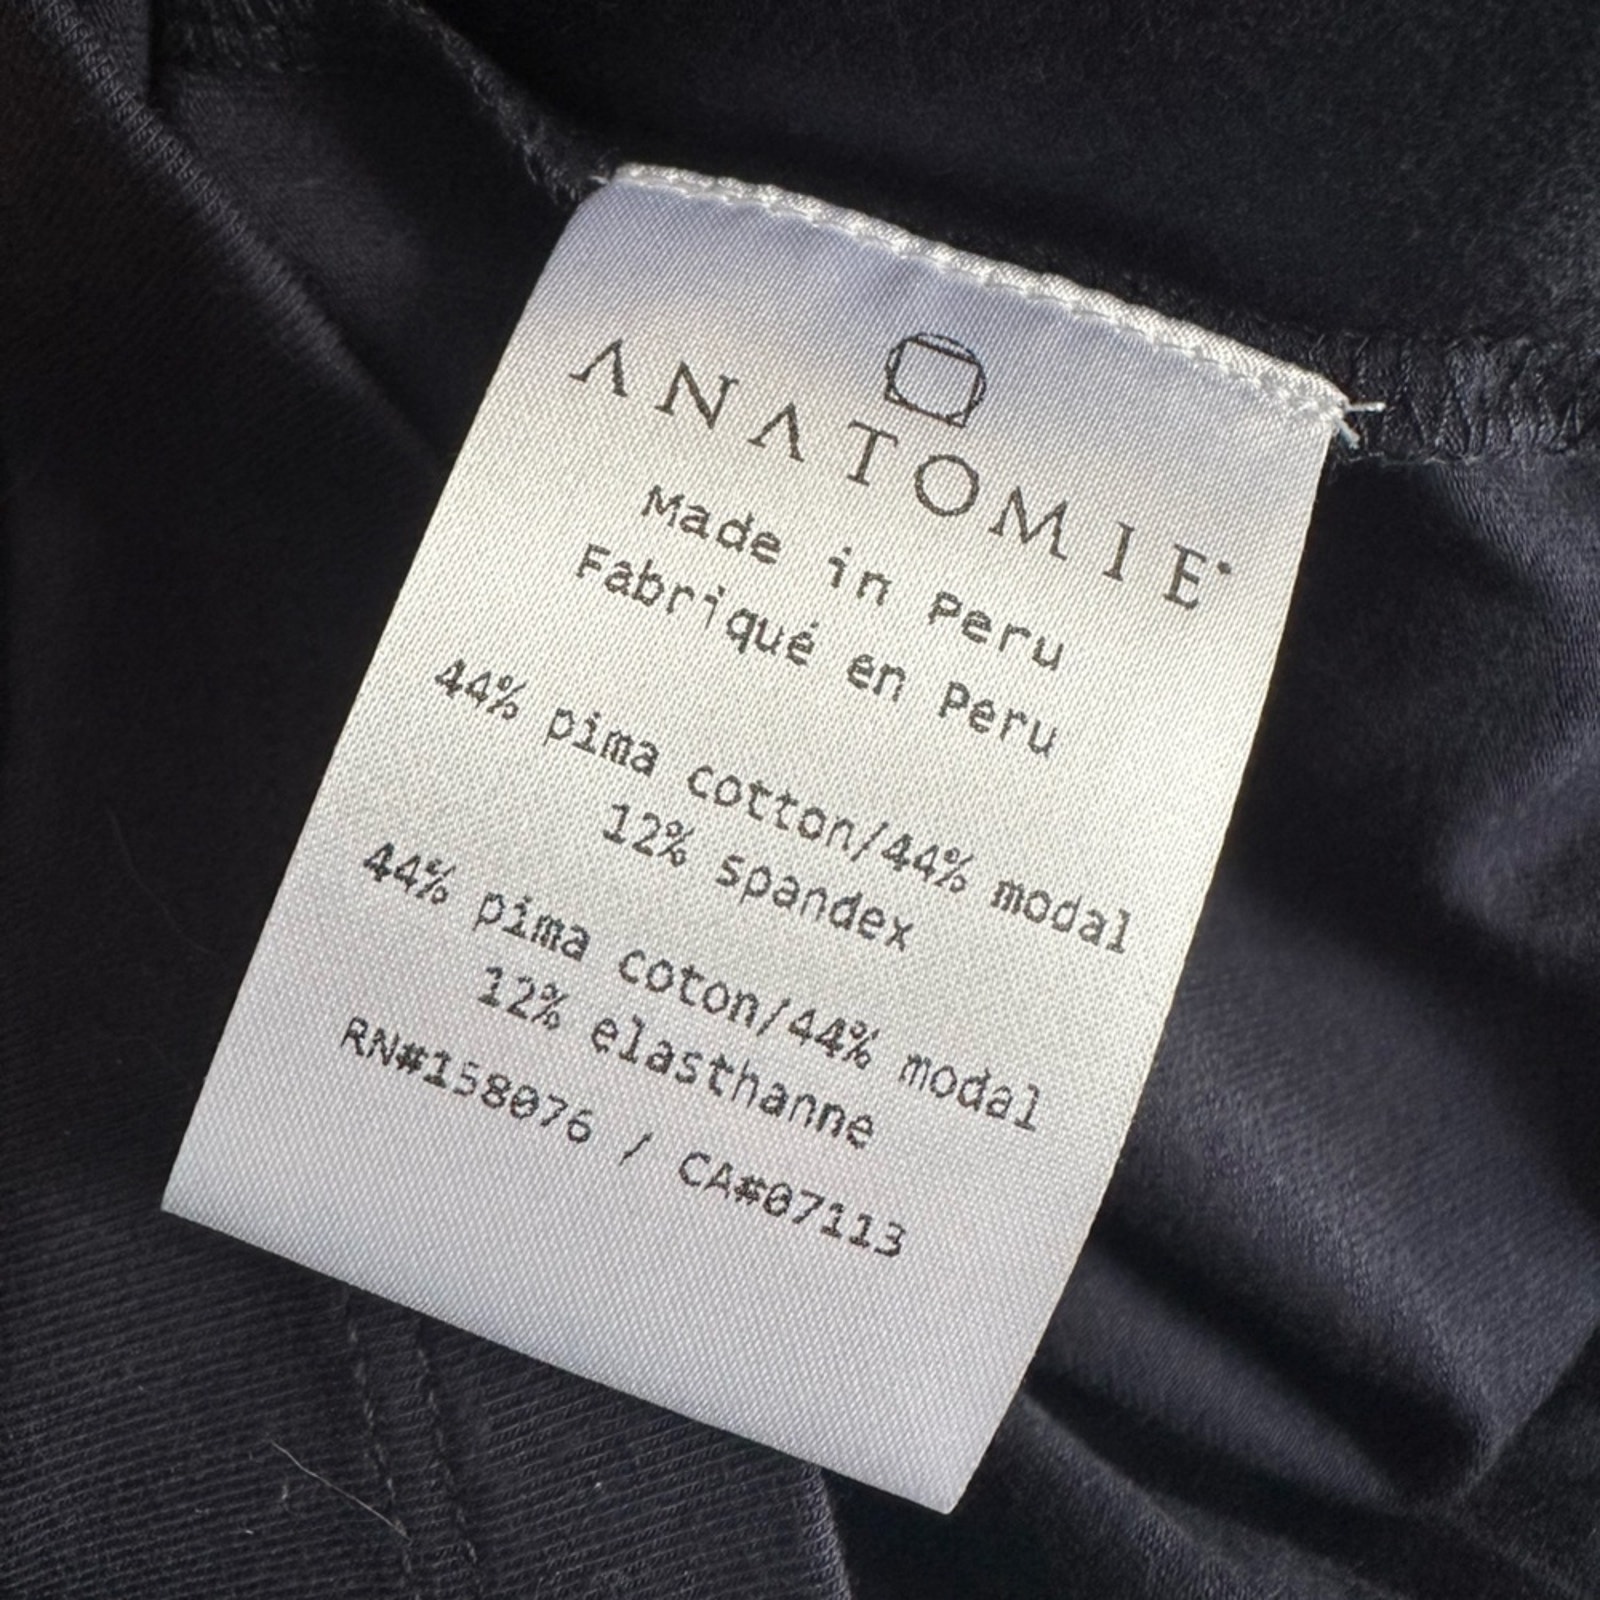 ANATOMIE
Made in Peru
Fabriqué en Peru
44% pima cotton/44% modal
12% spandex
44% pima coton/44% modal
12% elasthanne
RN#158076 / CA#07113